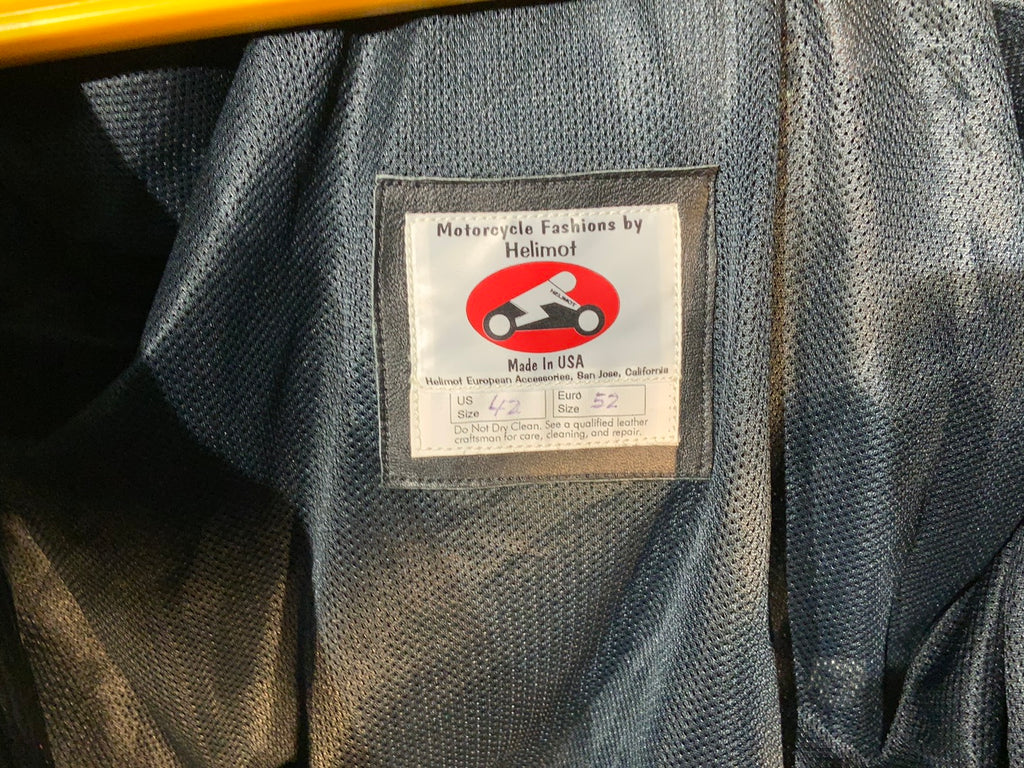 Motorcycle Fashions by
Helimot
HELIMOT
Made In USA
Helimot European Accessories, San Jose, California
US Size 42
Euro Size 52
Do Not Dry Clean. See a qualified leather
craftsman for care, cleaning, and repair.